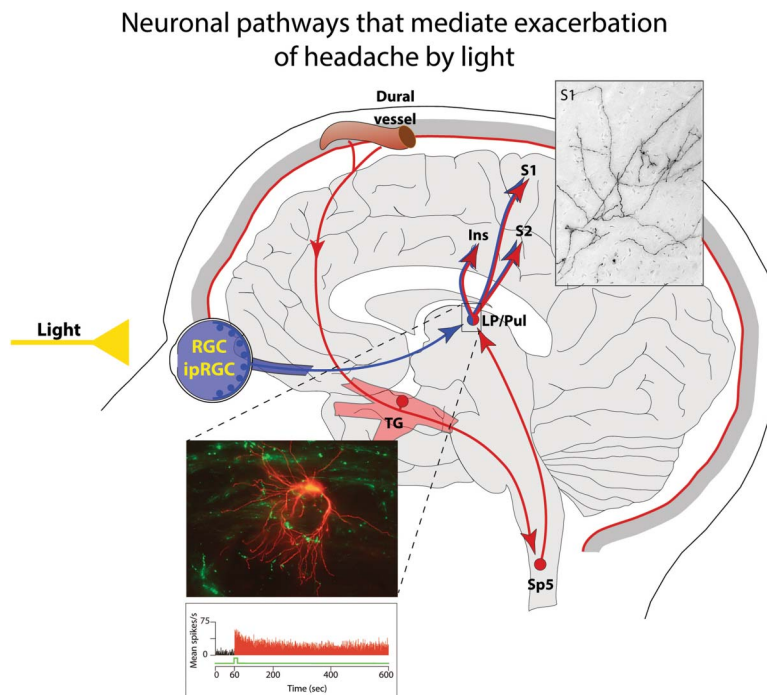 Neuronal pathways that mediate exacerbation
of headache by light
Dural
vessel
S1
S1
Ins
S2
LP/Pul
Light
RGC
ipRGC
TG
Sp5
Mean spikes/s
75
0
0 60 200 400 600
Time (sec)